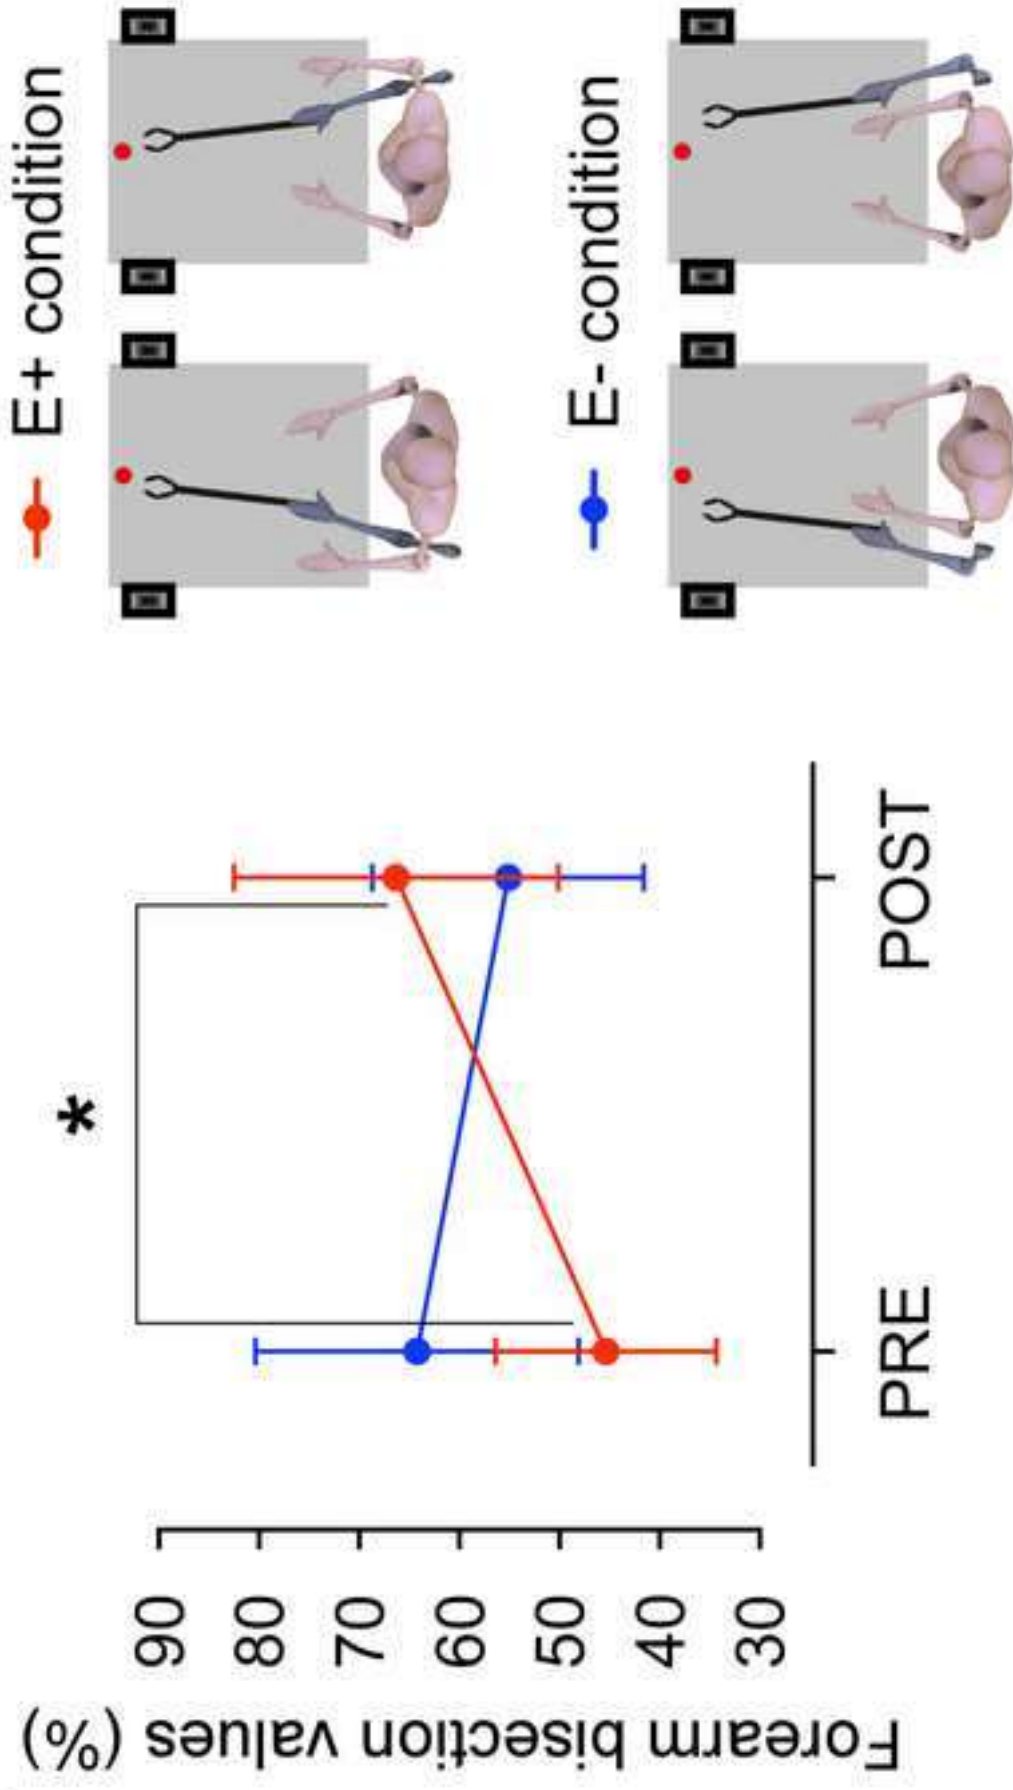 Forearm bisection values (%)
90
80
70
60
50
40
30
*
PRE
POST
E+ condition
E- condition